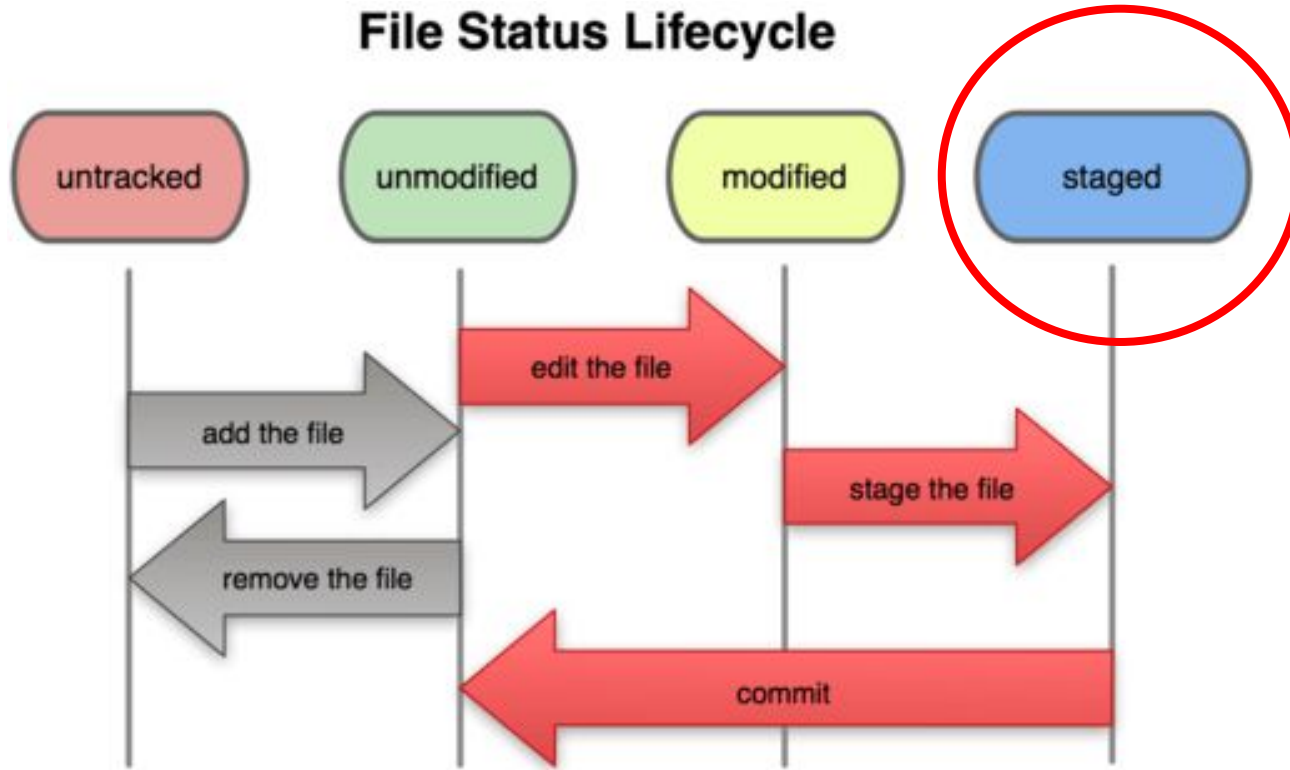 File Status Lifecycle
untracked
unmodified
modified
staged
edit the file
add the file
stage the file
remove the file
commit